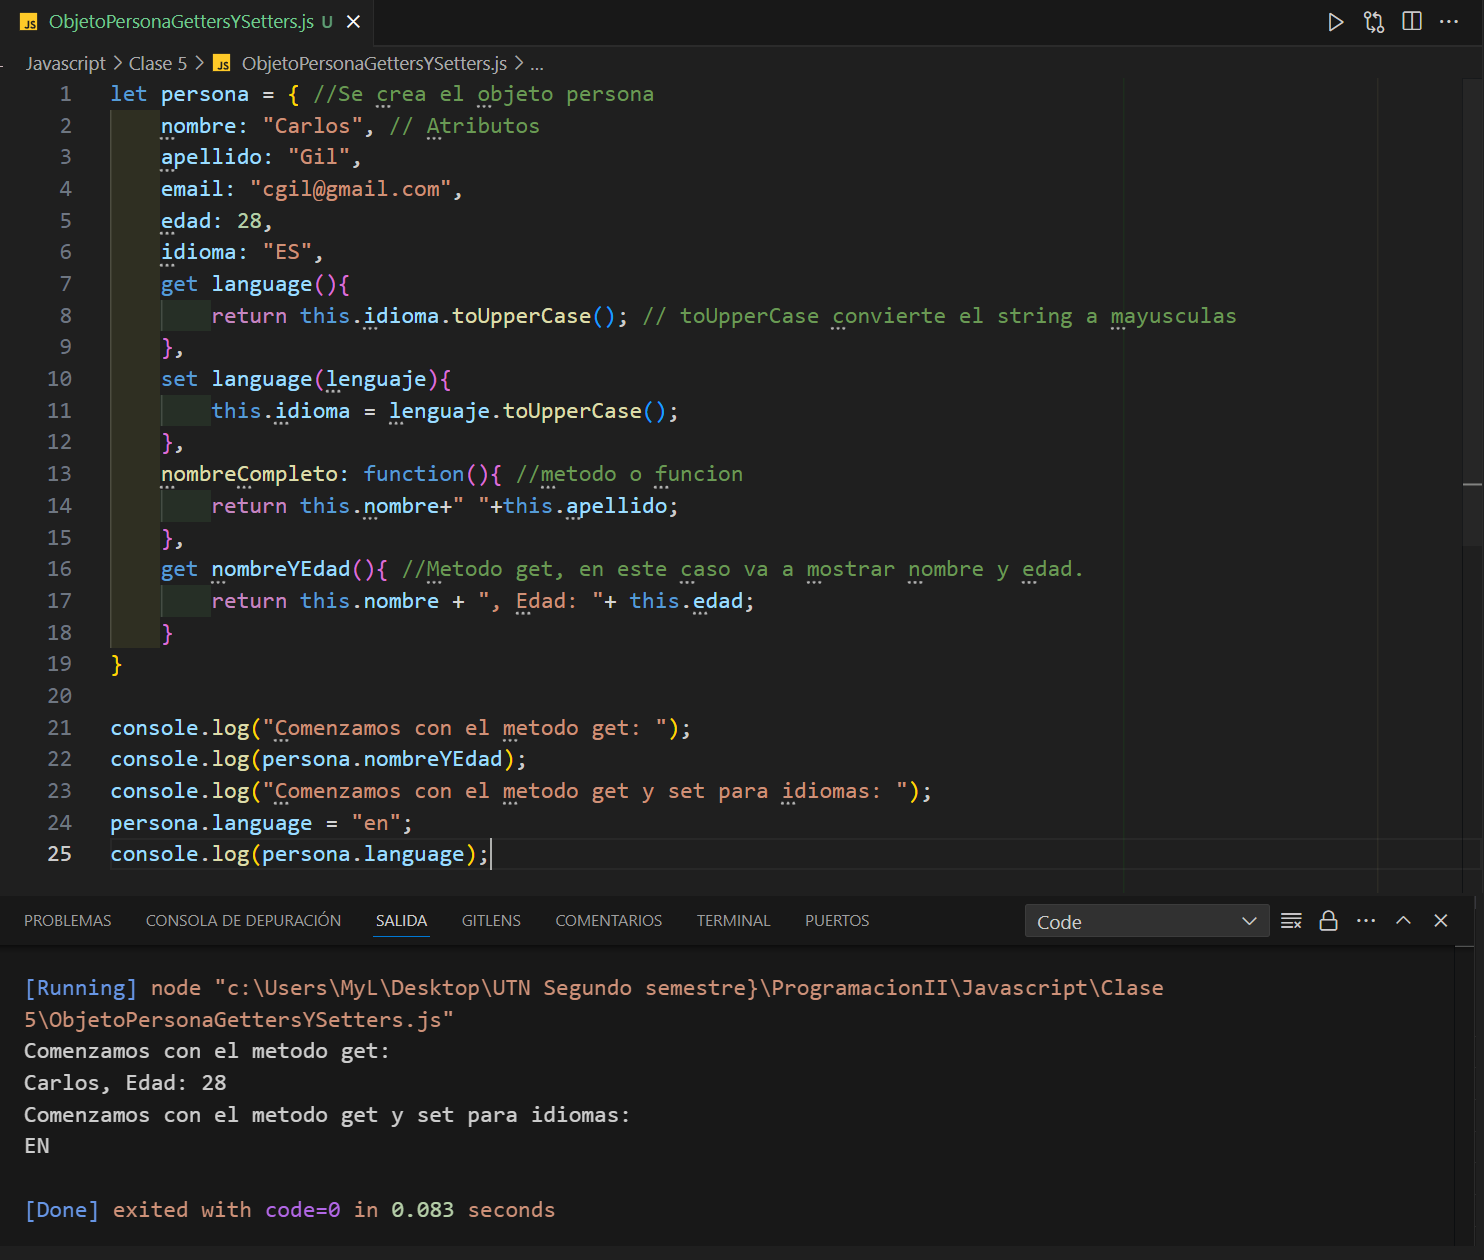 JS ObjetoPersonaGettersYSetters.js U
Javascript > Clase 5 > JS ObjetoPersonaGettersYSetters.js > ...
1 let persona = { //Se crea el objeto persona
2     nombre: "Carlos", // Atributos
3     apellido: "Gil",
4     email: "cgil@gmail.com",
5     edad: 28,
6     idioma: "ES",
7     get language(){
8         return this.idioma.toUpperCase(); // toUpperCase convierte el string a mayusculas
9     },
10     set language(lenguaje){
11         this.idioma = lenguaje.toUpperCase();
12     },
13     nombreCompleto: function(){ //metodo o funcion
14         return this.nombre+" "+this.apellido;
15     },
16     get nombreYEdad(){ //Metodo get, en este caso va a mostrar nombre y edad.
17         return this.nombre + ", Edad: "+ this.edad;
18     }
19 }
20
21 console.log("Comenzamos con el metodo get: ");
22 console.log(persona.nombreYEdad);
23 console.log("Comenzamos con el metodo get y set para idiomas: ");
24 persona.language = "en";
25 console.log(persona.language);
PROBLEMAS CONSOLA DE DEPURACIÓN SALIDA GITLENS COMENTARIOS TERMINAL PUERTOS Code
[Running] node "c:\Users\MyL\Desktop\UTN Segundo semestre}\ProgramacionII\Javascript\Clase
5\ObjetoPersonaGettersYSetters.js"
Comenzamos con el metodo get:
Carlos, Edad: 28
Comenzamos con el metodo get y set para idiomas:
EN
[Done] exited with code=0 in 0.083 seconds